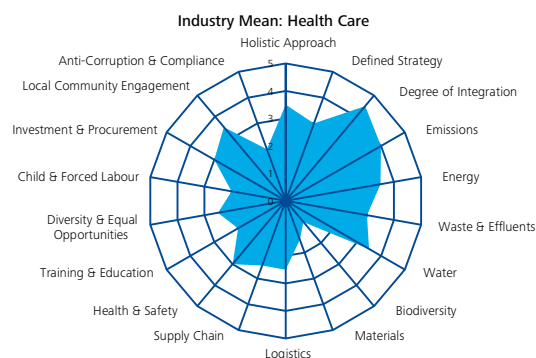 Industry Mean: Health Care
Holistic Approach
Anti-Corruption & Compliance
Defined Strategy
Local Community Engagement
Degree of Integration
Investment & Procurement
Emissions
Child & Forced Labour
Energy
Diversity & Equal
Opportunities
Waste & Effluents
Training & Education
Water
Health & Safety
Biodiversity
Supply Chain
Materials
Logistics
5
4
3
2
1
0